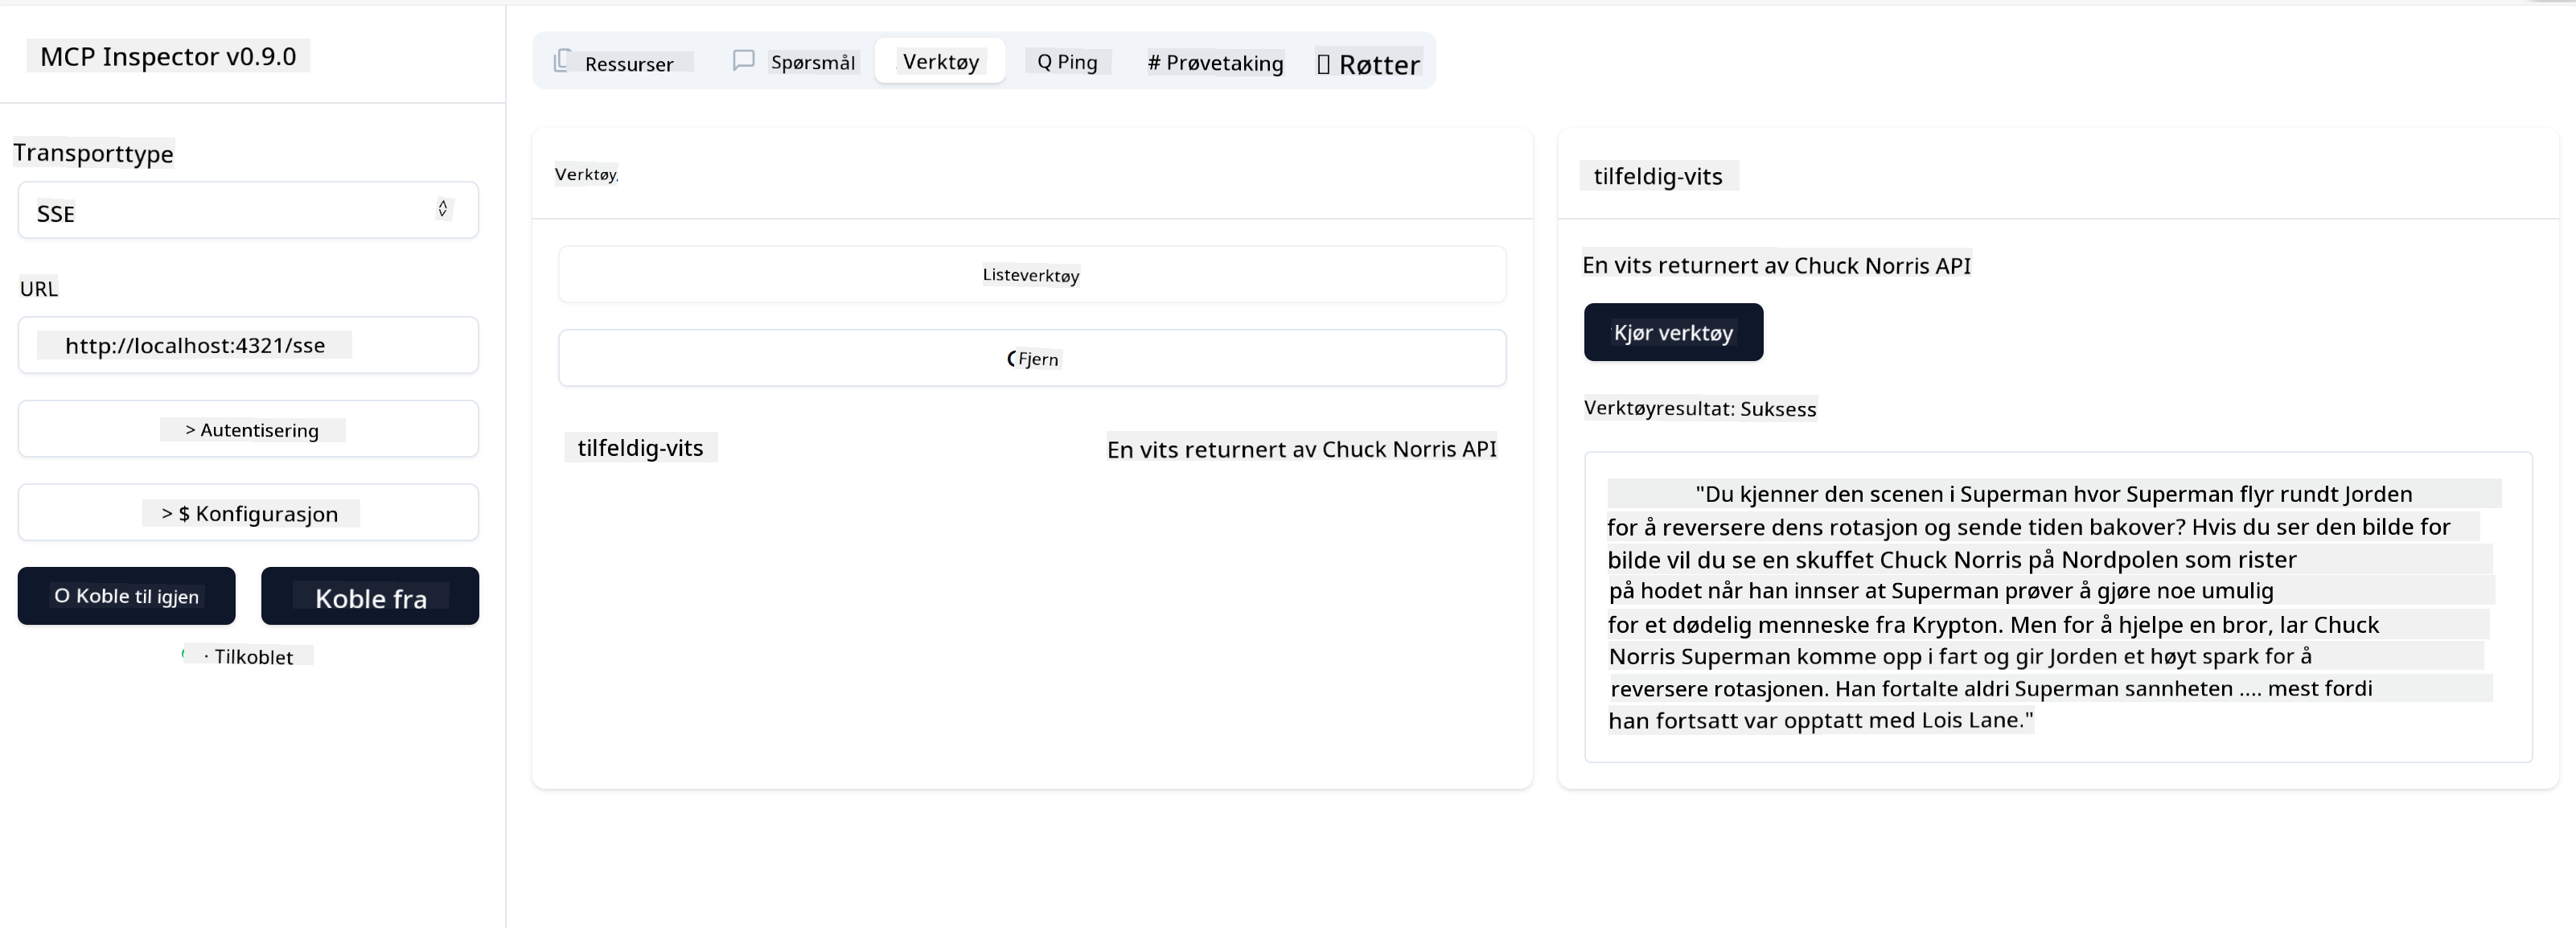 MCP Inspector v0.9.0
Transporttype
SSE
URL
http://localhost:4321/sse
> Autentisering
> $ Konfigurasjon
O Koble til igjen
Koble fra
· Tilkoblet
Ressurser
Spørsmål
Verktøy
Q Ping
# Prøvetaking
Røtter
Verktøy
Listeverktøy
Fjern
tilfeldig-vits
En vits returnert av Chuck Norris API
tilfeldig-vits
En vits returnert av Chuck Norris API
Kjør verktøy
Verktøyresultat: Suksess
"Du kjenner den scenen i Superman hvor Superman flyr rundt Jorden
for å reversere dens rotasjon og sende tiden bakover? Hvis du ser den bilde for
bilde vil du se en skuffet Chuck Norris på Nordpolen som rister
på hodet når han innser at Superman prøver å gjøre noe umulig
for et dødelig menneske fra Krypton. Men for å hjelpe en bror, lar Chuck
Norris Superman komme opp i fart og gir Jorden et høyt spark for å
reversere rotasjonen. Han fortalte aldri Superman sannheten .... mest fordi
han fortsatt var opptatt med Lois Lane."